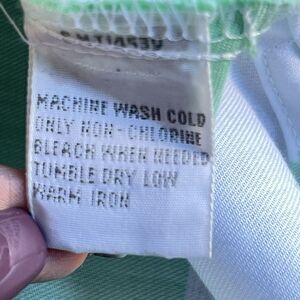 MACHINE WASH COLD
ONLY NON-CHLORINE
BLEACH WHEN NEEDED
TUMBLE DRY LOW
WARM IRON